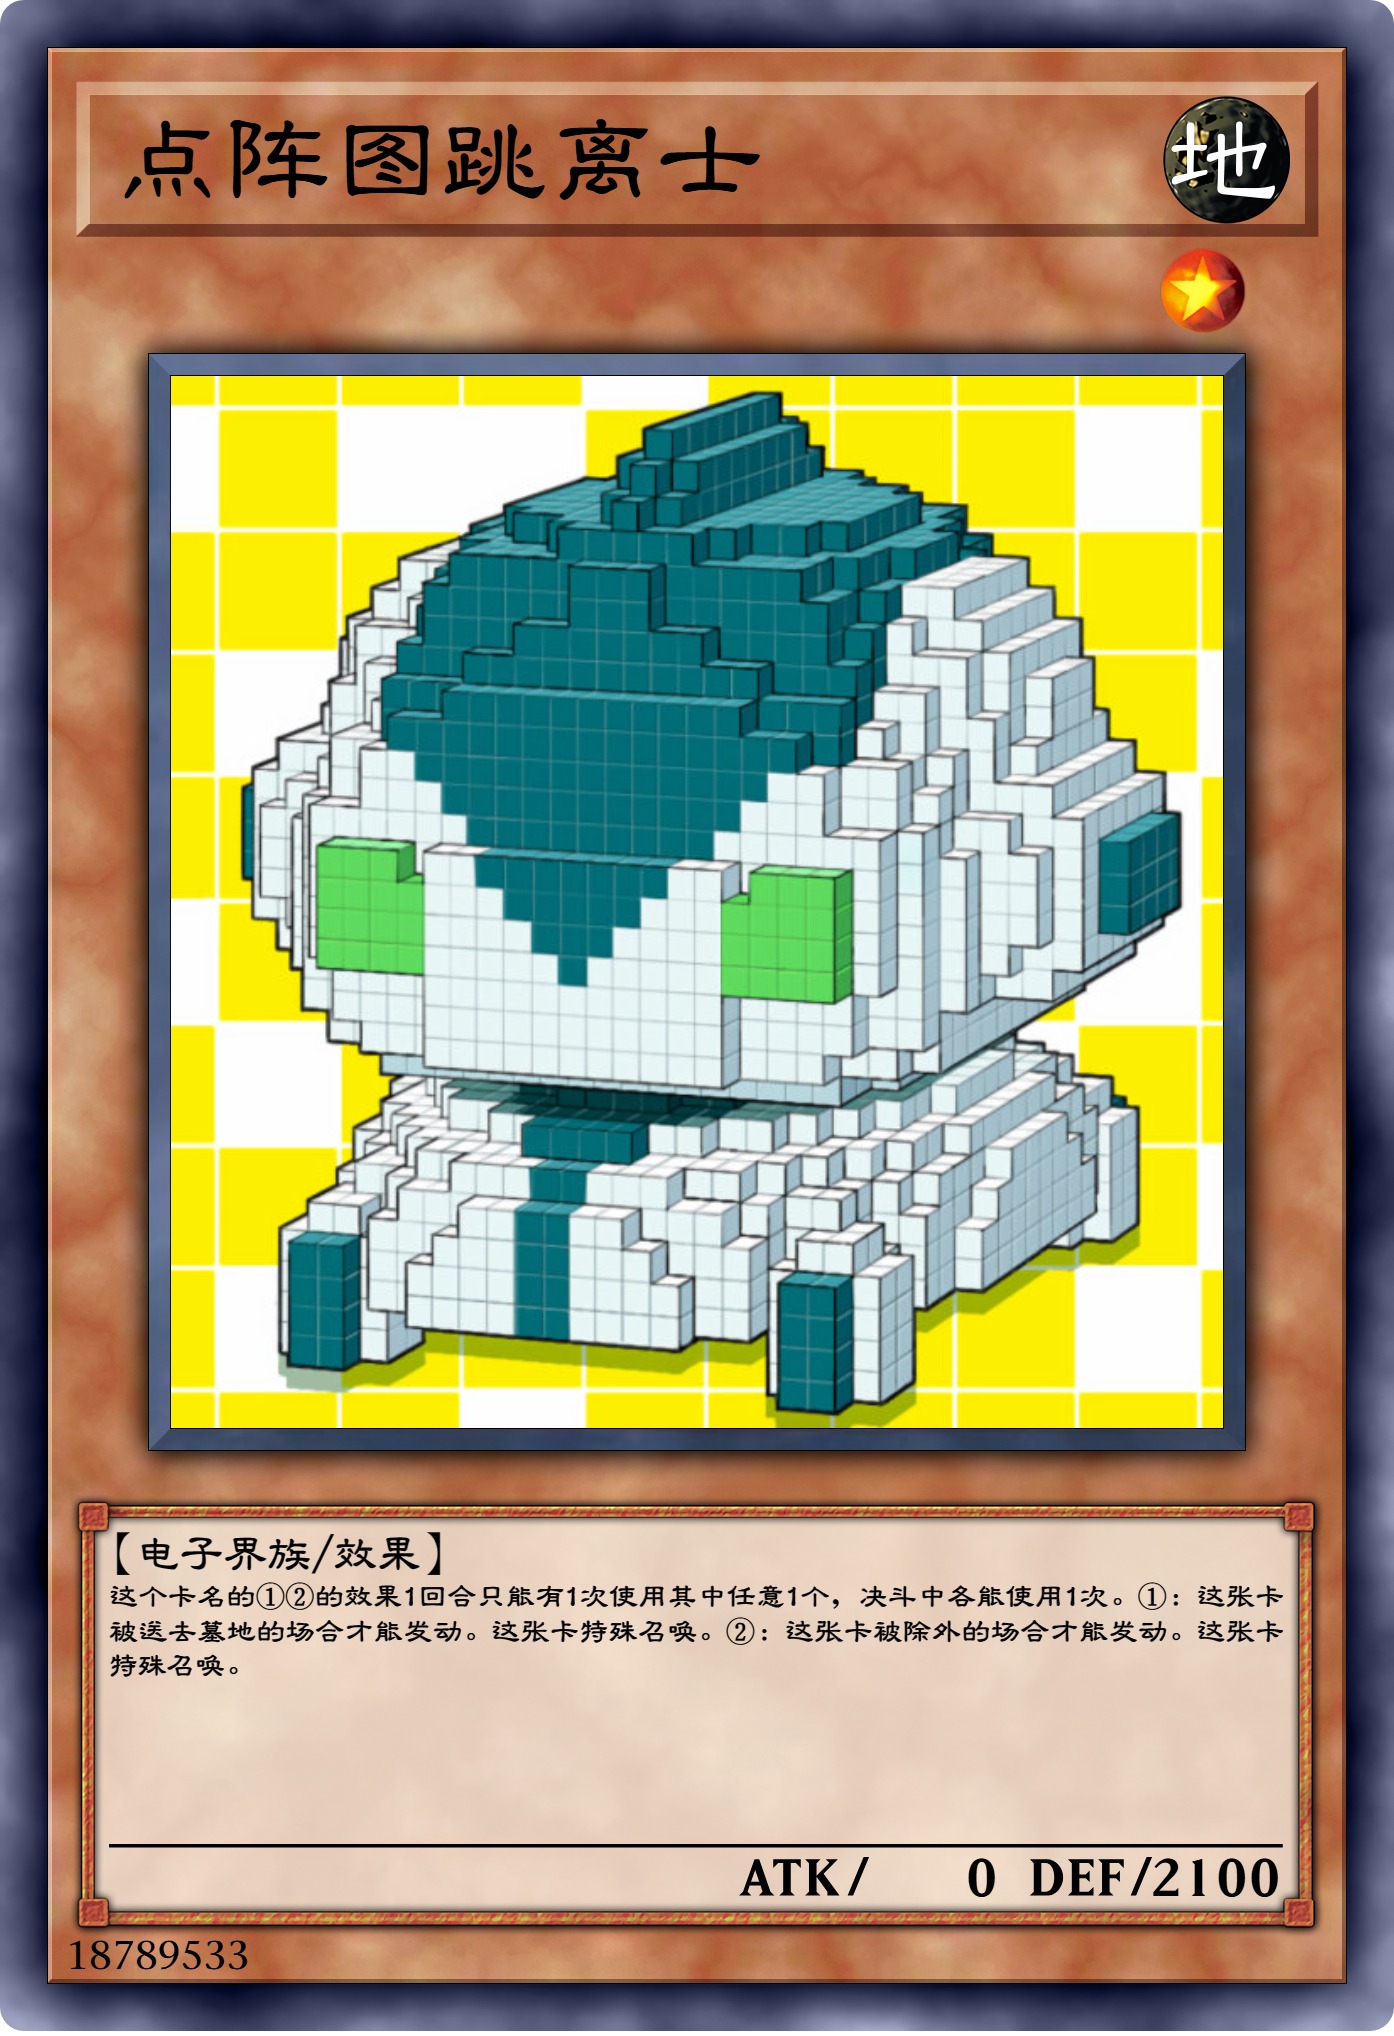 点阵图跳离士
地
【电子界族/效果】
这个卡名的①②的效果1回合只能有1次使用其中任意1个，决斗中各能使用1次。①：这张卡
被送去墓地的场合才能发动。这张卡特殊召唤。②：这张卡被除外的场合才能发动。这张卡
特殊召唤。
ATK/ 0 DEF/2100
18789533